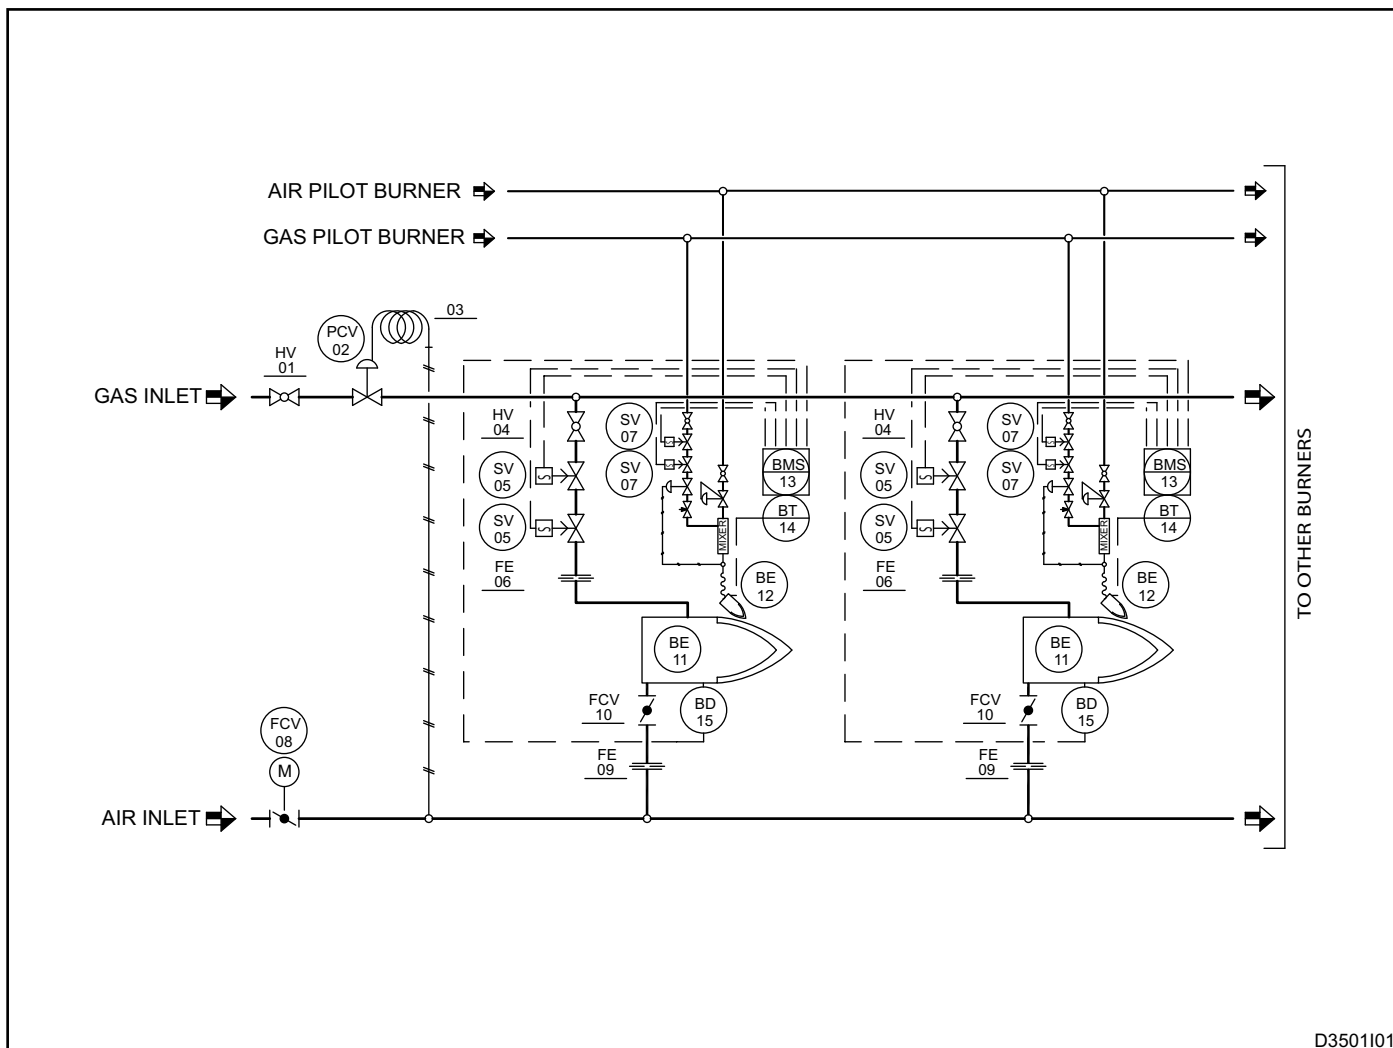 AIR PILOT BURNER
GAS PILOT BURNER
03
PCV
02
HV
01
GAS INLET
HV
04
SV
07
SV
07
SV
05
SV
05
BMS
13
BT
14
MIXER
FE
06
BE
12
BE
11
FCV
10
BD
15
FE
09
HV
04
SV
07
SV
07
SV
05
SV
05
BMS
13
BT
14
MIXER
FE
06
BE
12
BE
11
FCV
10
BD
15
FE
09
FCV
08
M
AIR INLET
TO OTHER BURNERS
D3501I01